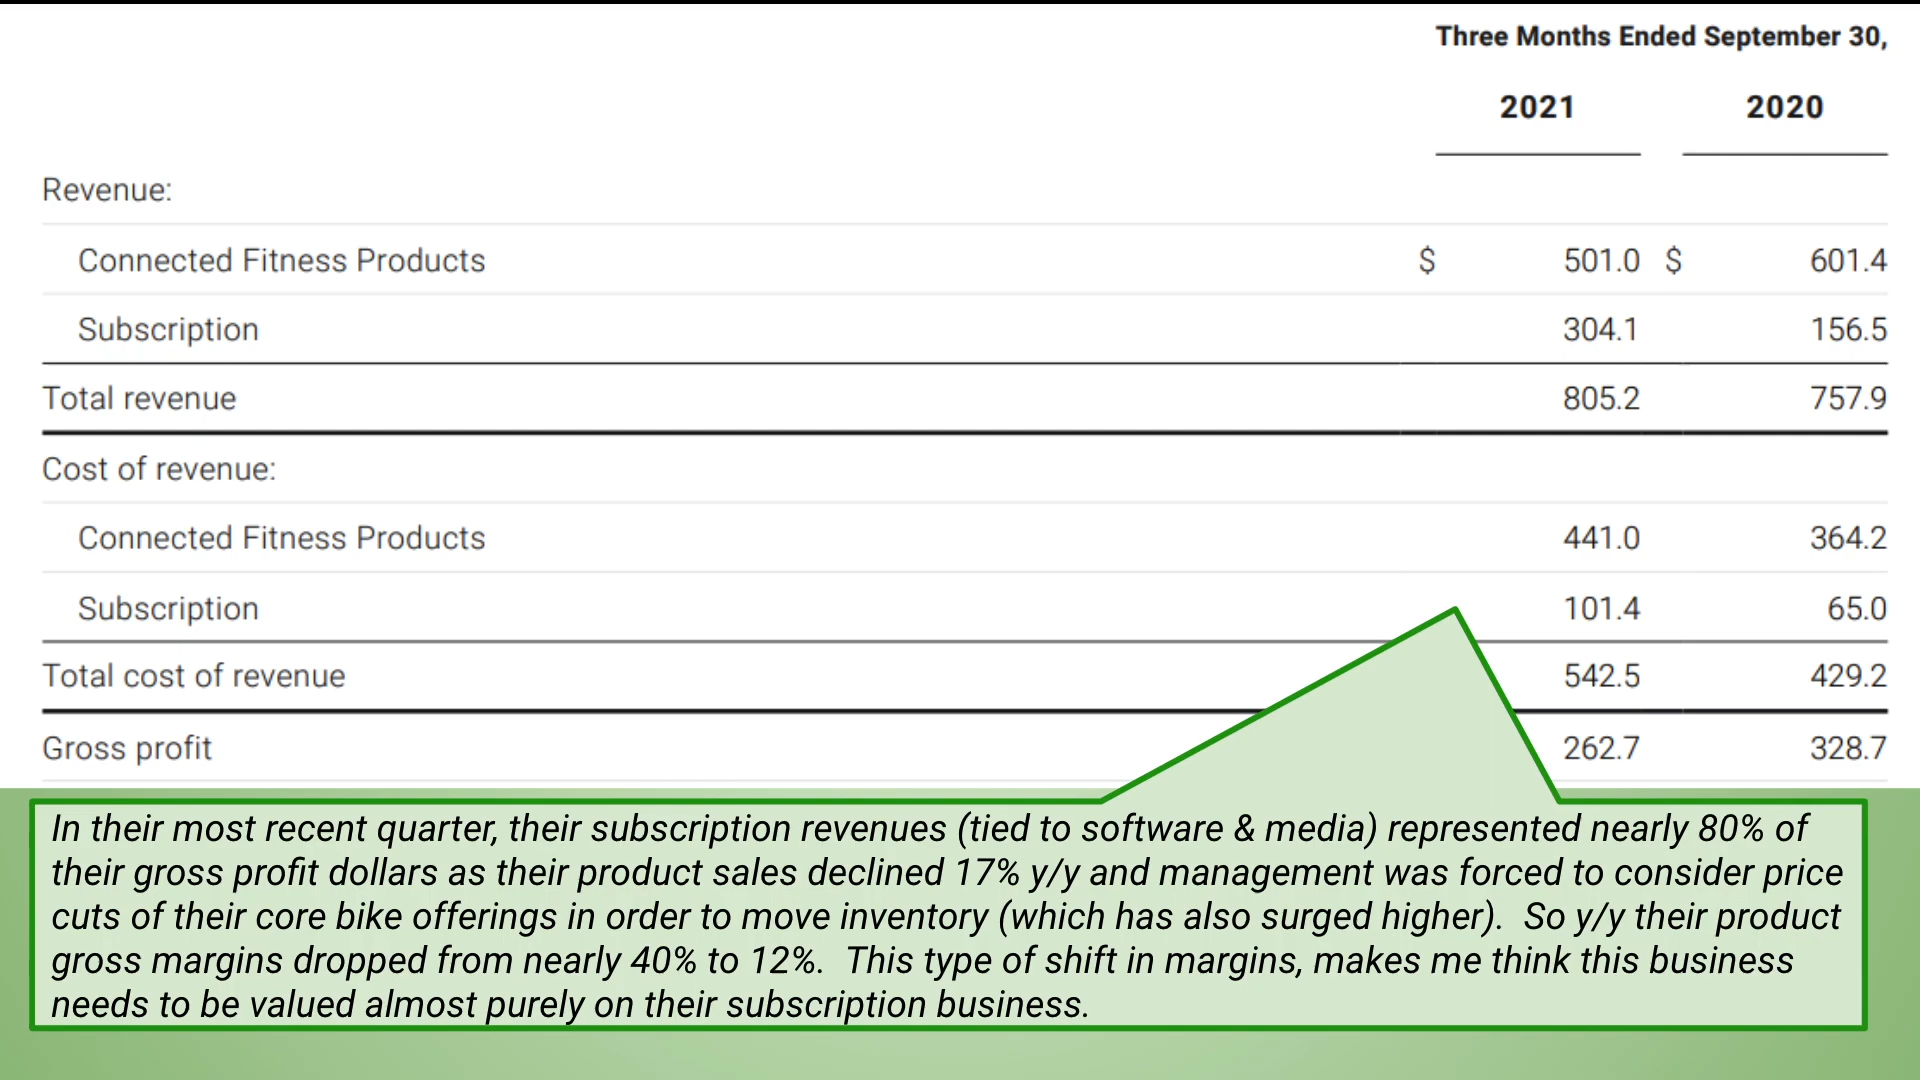 Three Months Ended September 30,
2021 2020
Revenue:
Connected Fitness Products $ 501.0 $ 601.4
Subscription 304.1 156.5
Total revenue 805.2 757.9
Cost of revenue:
Connected Fitness Products 441.0 364.2
Subscription 101.4 65.0
Total cost of revenue 542.5 429.2
Gross profit 262.7 328.7
In their most recent quarter, their subscription revenues (tied to software & media) represented nearly 80% of
their gross profit dollars as their product sales declined 17% y/y and management was forced to consider price
cuts of their core bike offerings in order to move inventory (which has also surged higher). So y/y their product
gross margins dropped from nearly 40% to 12%. This type of shift in margins, makes me think this business
needs to be valued almost purely on their subscription business.